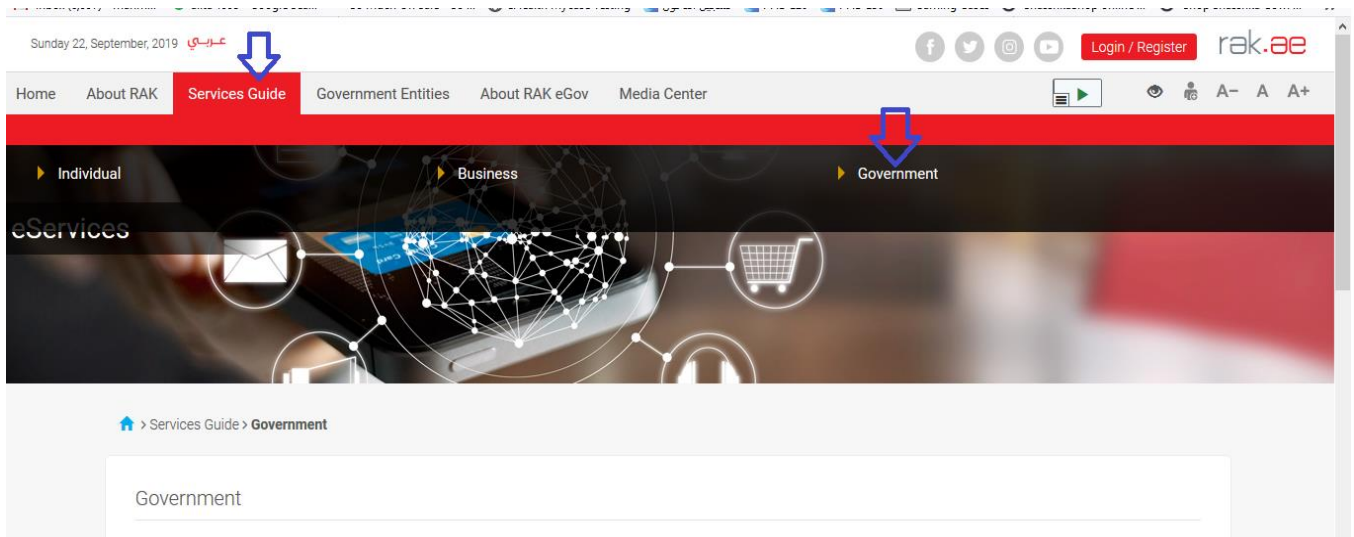 Sunday 22, September, 2019 عـربـي
Login / Register rak.ae
Home About RAK Services Guide Government Entities About RAK eGov Media Center A− A A+
Individual Business Government
eServices
> Services Guide > Government
Government